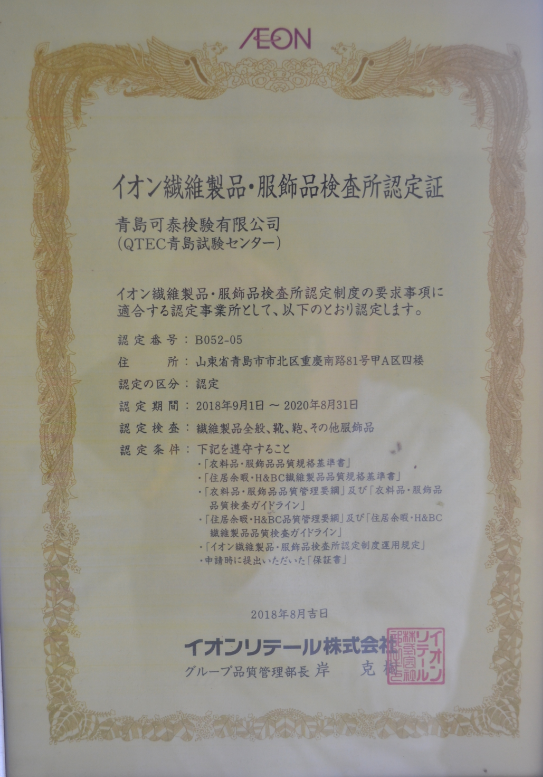 ÆON
イオン繊維製品・服飾品検査所認定証
青島可泰検験有限公司
(QTEC青島試験センター)
イオン繊維製品・服飾品検査所認定制度の要求事項に
適合する認定事業所として、以下のとおり認定します。
認定番号：B052-05
住　　所：山東省青島市市北区重慶南路81号甲A区四楼
認定の区分：認定
認定期間：2018年9月1日 ～ 2020年8月31日
認定検査：繊維製品全般、靴、鞄、その他服飾品
認定条件：下記を遵守すること
・「衣料品・服飾品品質規格基準書」
・「住居余暇・H&BC繊維製品品質規格基準書」
・「衣料品・服飾品品質管理要綱」及び「衣料品・服飾品
品質検査ガイドライン」
・「住居余暇・H&BC品質管理要綱」及び「住居余暇・H&BC
繊維製品品質検査ガイドライン」
・「イオン繊維製品・服飾品検査所認定制度運用規定」
・申請時に提出いただいた「保証書」
2018年8月吉日
イオンリテール株式会社
グループ品質管理部長 岸　克樹
イオン
リテール